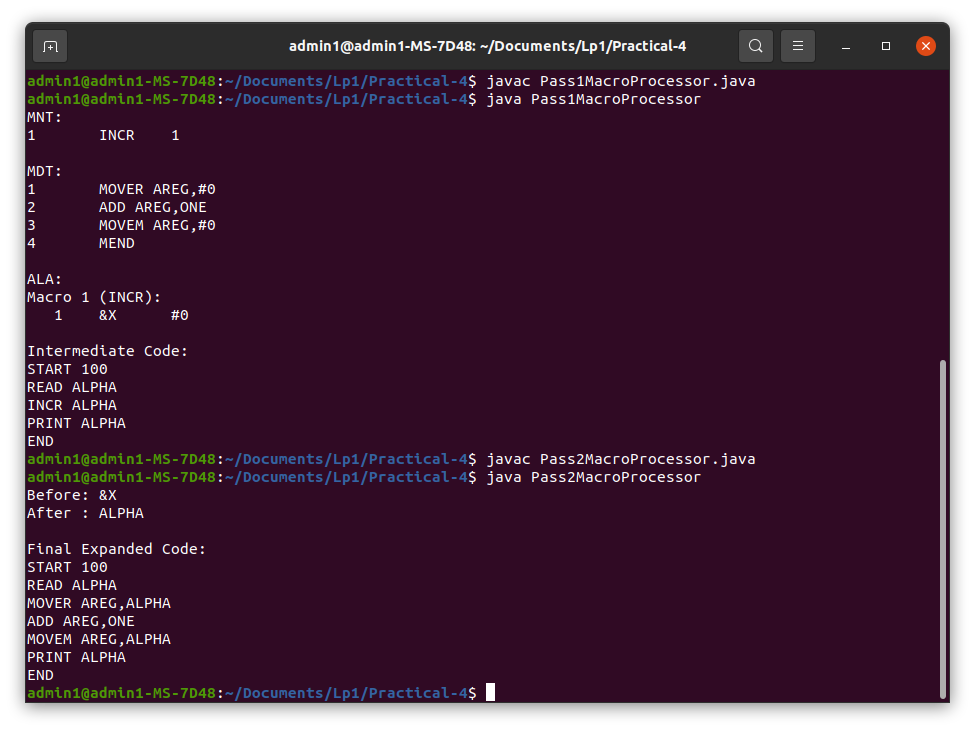 admin1@admin1-MS-7D48: ~/Documents/Lp1/Practical-4
admin1@admin1-MS-7D48:~/Documents/Lp1/Practical-4$ javac Pass1MacroProcessor.java
admin1@admin1-MS-7D48:~/Documents/Lp1/Practical-4$ java Pass1MacroProcessor
MNT:
1       INCR    1

MDT:
1       MOVER AREG,#0
2       ADD AREG,ONE
3       MOVEM AREG,#0
4       MEND

ALA:
Macro 1 (INCR):
   1    &X      #0

Intermediate Code:
START 100
READ ALPHA
INCR ALPHA
PRINT ALPHA
END
admin1@admin1-MS-7D48:~/Documents/Lp1/Practical-4$ javac Pass2MacroProcessor.java
admin1@admin1-MS-7D48:~/Documents/Lp1/Practical-4$ java Pass2MacroProcessor
Before: &X
After : ALPHA

Final Expanded Code:
START 100
READ ALPHA
MOVER AREG,ALPHA
ADD AREG,ONE
MOVEM AREG,ALPHA
PRINT ALPHA
END
admin1@admin1-MS-7D48:~/Documents/Lp1/Practical-4$